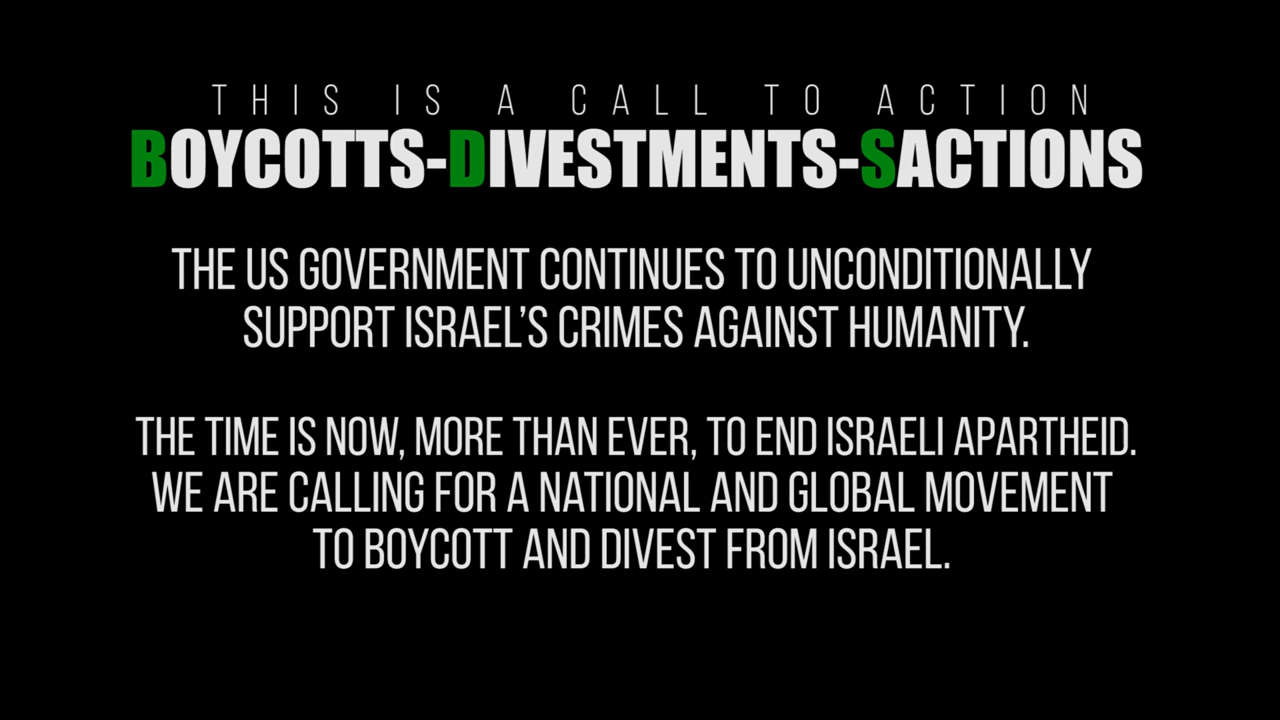 THIS IS A CALL TO ACTION
BOYCOTTS-DIVESTMENTS-SACTIONS
THE US GOVERNMENT CONTINUES TO UNCONDITIONALLY
SUPPORT ISRAEL’S CRIMES AGAINST HUMANITY.
THE TIME IS NOW, MORE THAN EVER, TO END ISRAELI APARTHEID.
WE ARE CALLING FOR A NATIONAL AND GLOBAL MOVEMENT
TO BOYCOTT AND DIVEST FROM ISRAEL.